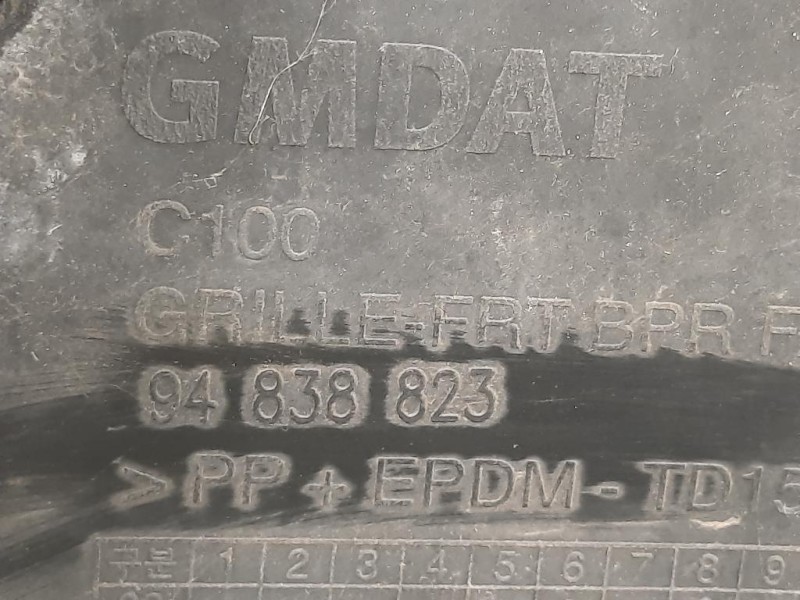 GMDAT
C100
GRILLE-FRT BPR F
94 838 823
>PP + EPDM - TD15
구분 1 2 3 4 5 6 7 8 9